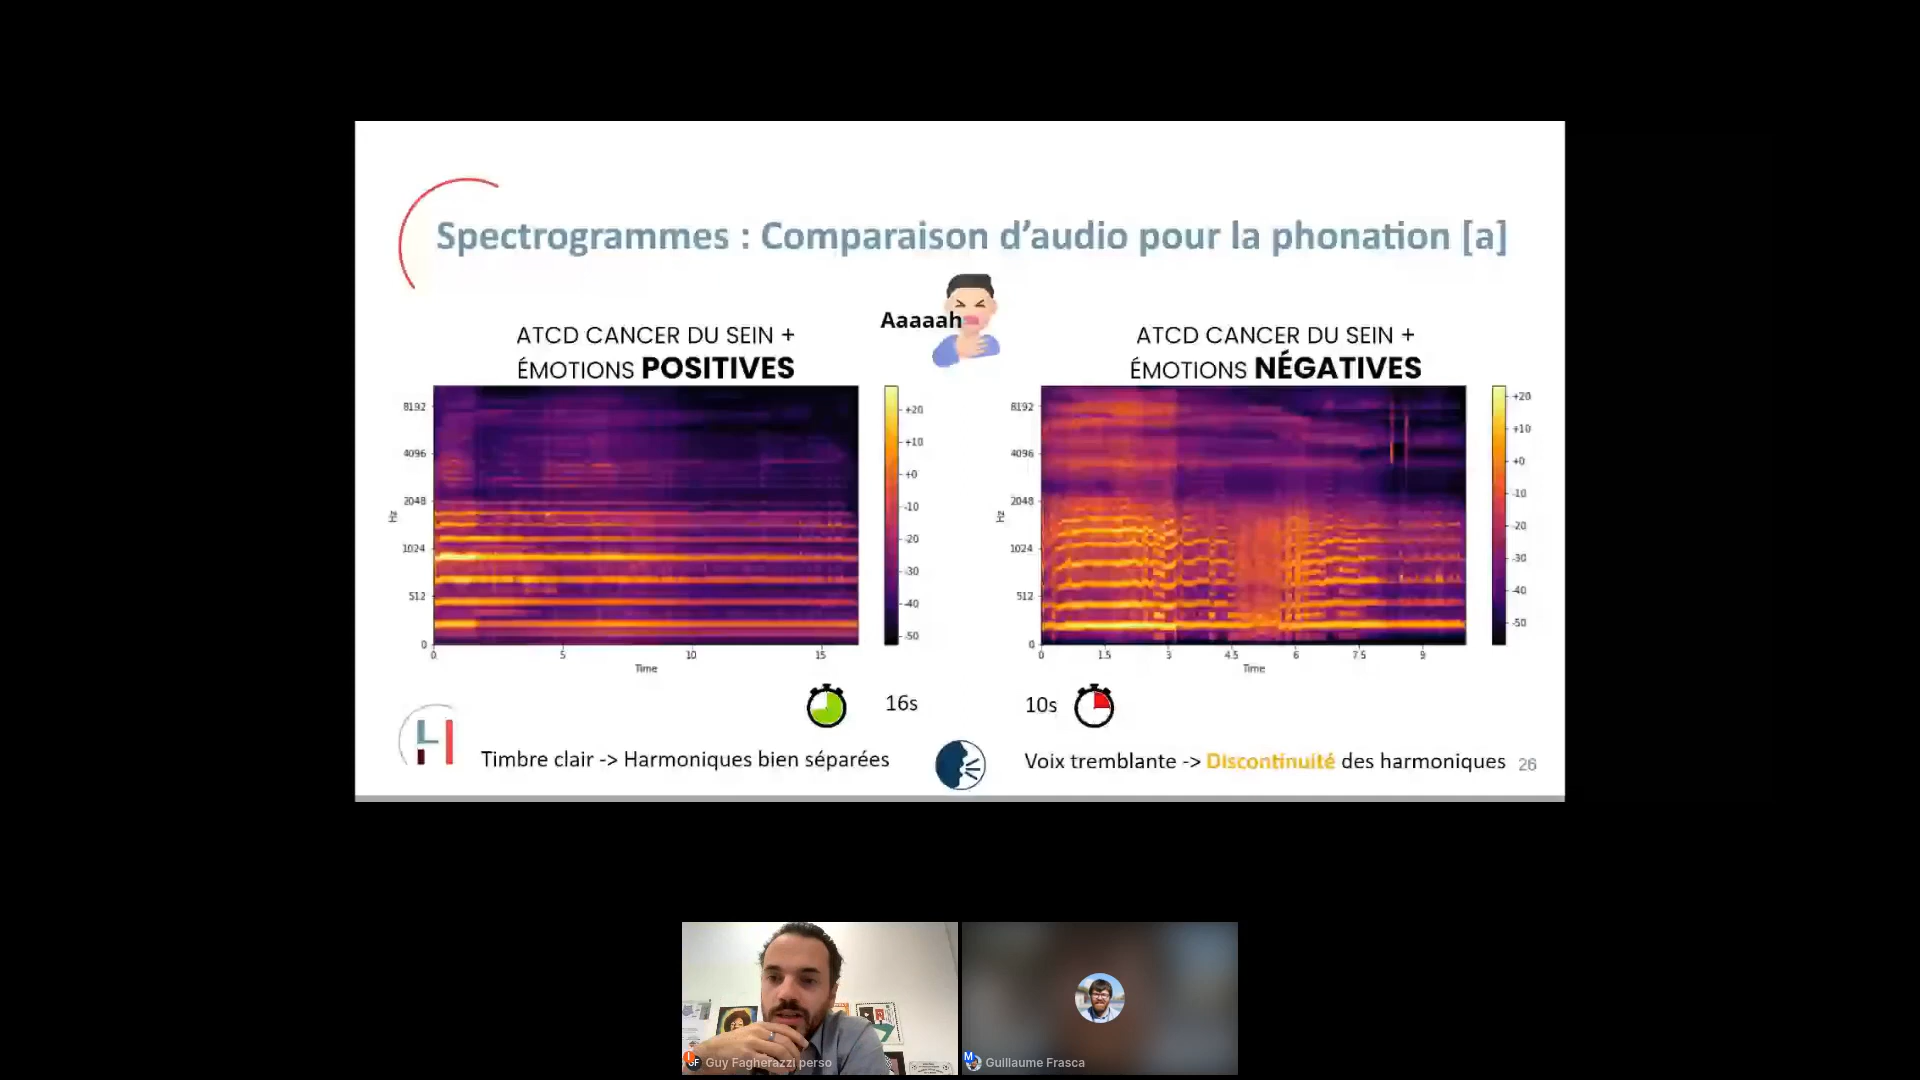 Spectrogrammes : Comparaison d'audio pour la phonation [a]
Aaaaah
ATCD CANCER DU SEIN +
ÉMOTIONS POSITIVES
ATCD CANCER DU SEIN +
ÉMOTIONS NÉGATIVES
8192
4096
2048
1024
512
0
Hz
0
5
10
15
Time
+20
+10
+0
-10
-20
-30
-40
-50
8192
4096
2048
1024
512
0
Hz
0
1.5
3
4.5
6
7.5
9
Time
+20
+10
+0
-10
-20
-30
-40
-50
16s
10s
Timbre clair -> Harmoniques bien séparées
Voix tremblante -> Discontinuité des harmoniques
26
GF Guy Fagherazzi perso
M Guillaume Frasca